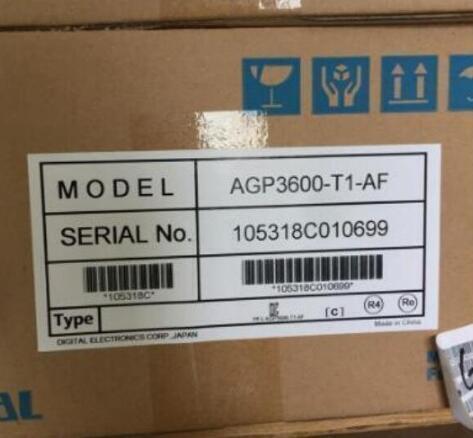 MODEL AGP3600-T1-AF
SERIAL No. 105318C010699
*105318C* *105318C010699*
Type [C] R4 Re
Made in China
DIGITAL ELECTRONICS CORP.,JAPAN
AL